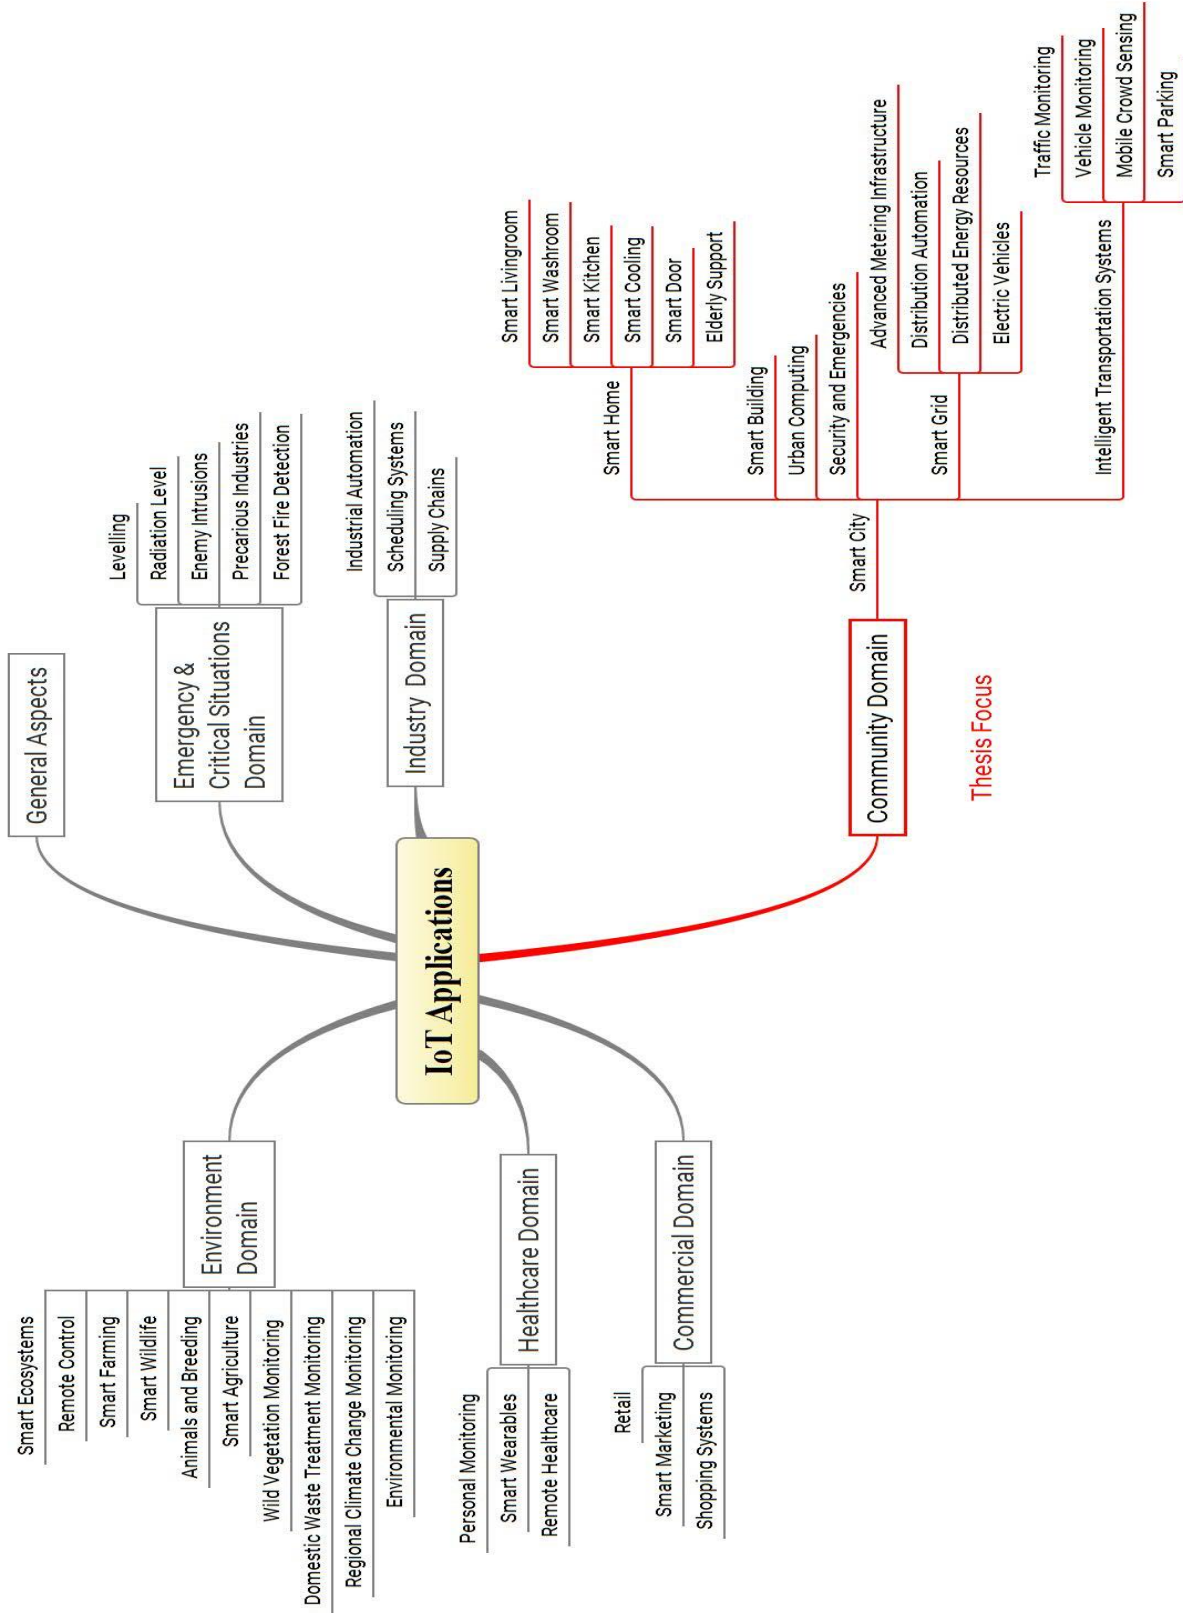 General Aspects
Emergency &
Critical Situations
Domain
Levelling
Radiation Level
Enemy Intrusions
Precarious Industries
Forest Fire Detection
Industry Domain
Industrial Automation
Scheduling Systems
Supply Chains
IoT Applications
Community Domain
Thesis Focus
Smart City
Smart Home
Smart Livingroom
Smart Washroom
Smart Kitchen
Smart Cooling
Smart Door
Elderly Support
Smart Building
Urban Computing
Security and Emergencies
Smart Grid
Advanced Metering Infrastructure
Distribution Automation
Distributed Energy Resources
Electric Vehicles
Intelligent Transportation Systems
Traffic Monitoring
Vehicle Monitoring
Mobile Crowd Sensing
Smart Parking
Environment
Domain
Smart Ecosystems
Remote Control
Smart Farming
Smart Wildlife
Animals and Breeding
Smart Agriculture
Wild Vegetation Monitoring
Domestic Waste Treatment Monitoring
Regional Climate Change Monitoring
Environmental Monitoring
Healthcare Domain
Personal Monitoring
Smart Wearables
Remote Healthcare
Commercial Domain
Retail
Smart Marketing
Shopping Systems